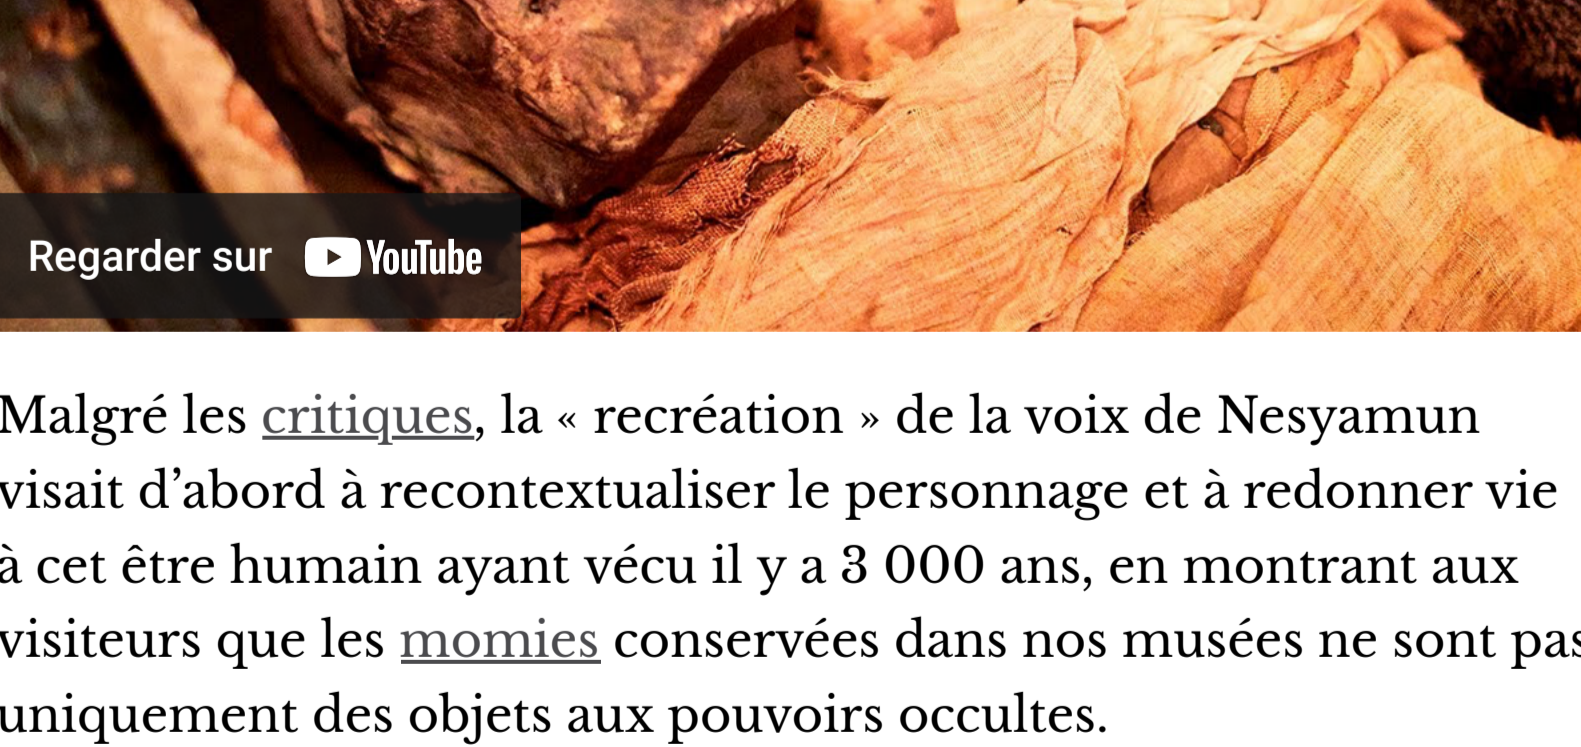 Regarder sur YouTube
Malgré les critiques, la « recréation » de la voix de Nesyamun
visait d’abord à recontextualiser le personnage et à redonner vie
à cet être humain ayant vécu il y a 3 000 ans, en montrant aux
visiteurs que les momies conservées dans nos musées ne sont pas
uniquement des objets aux pouvoirs occultes.